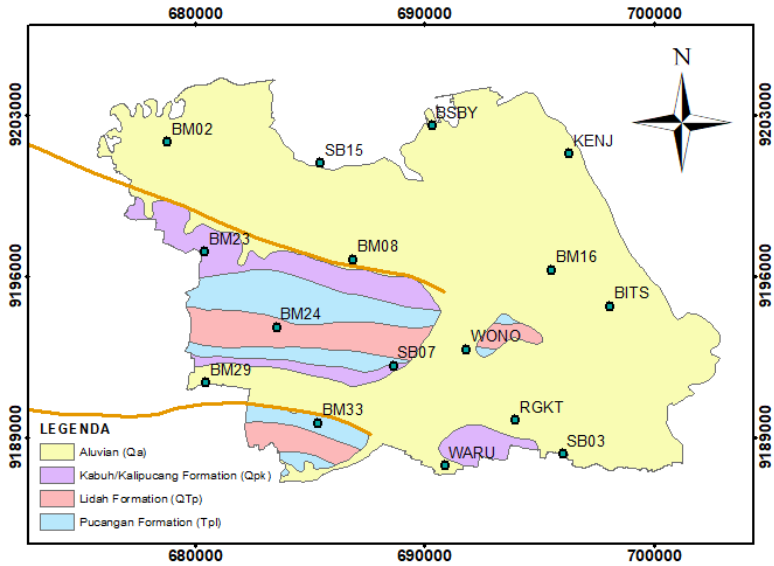 680000 690000 700000
N
9203000 9203000
BSBY
BM02
KENJ
SB15
BM23
BM08
9196000 9196000
BM16
BITS
BM24
WONO
SB07
BM29
BM33
RGKT
9189000 9189000
SB03
WARU
LEGENDA
Aluvian (Qa)
Kabuh/Kalipucang Formation (Qpk)
Lidah Formation (QTp)
Pucangan Formation (Tpl)
680000 690000 700000